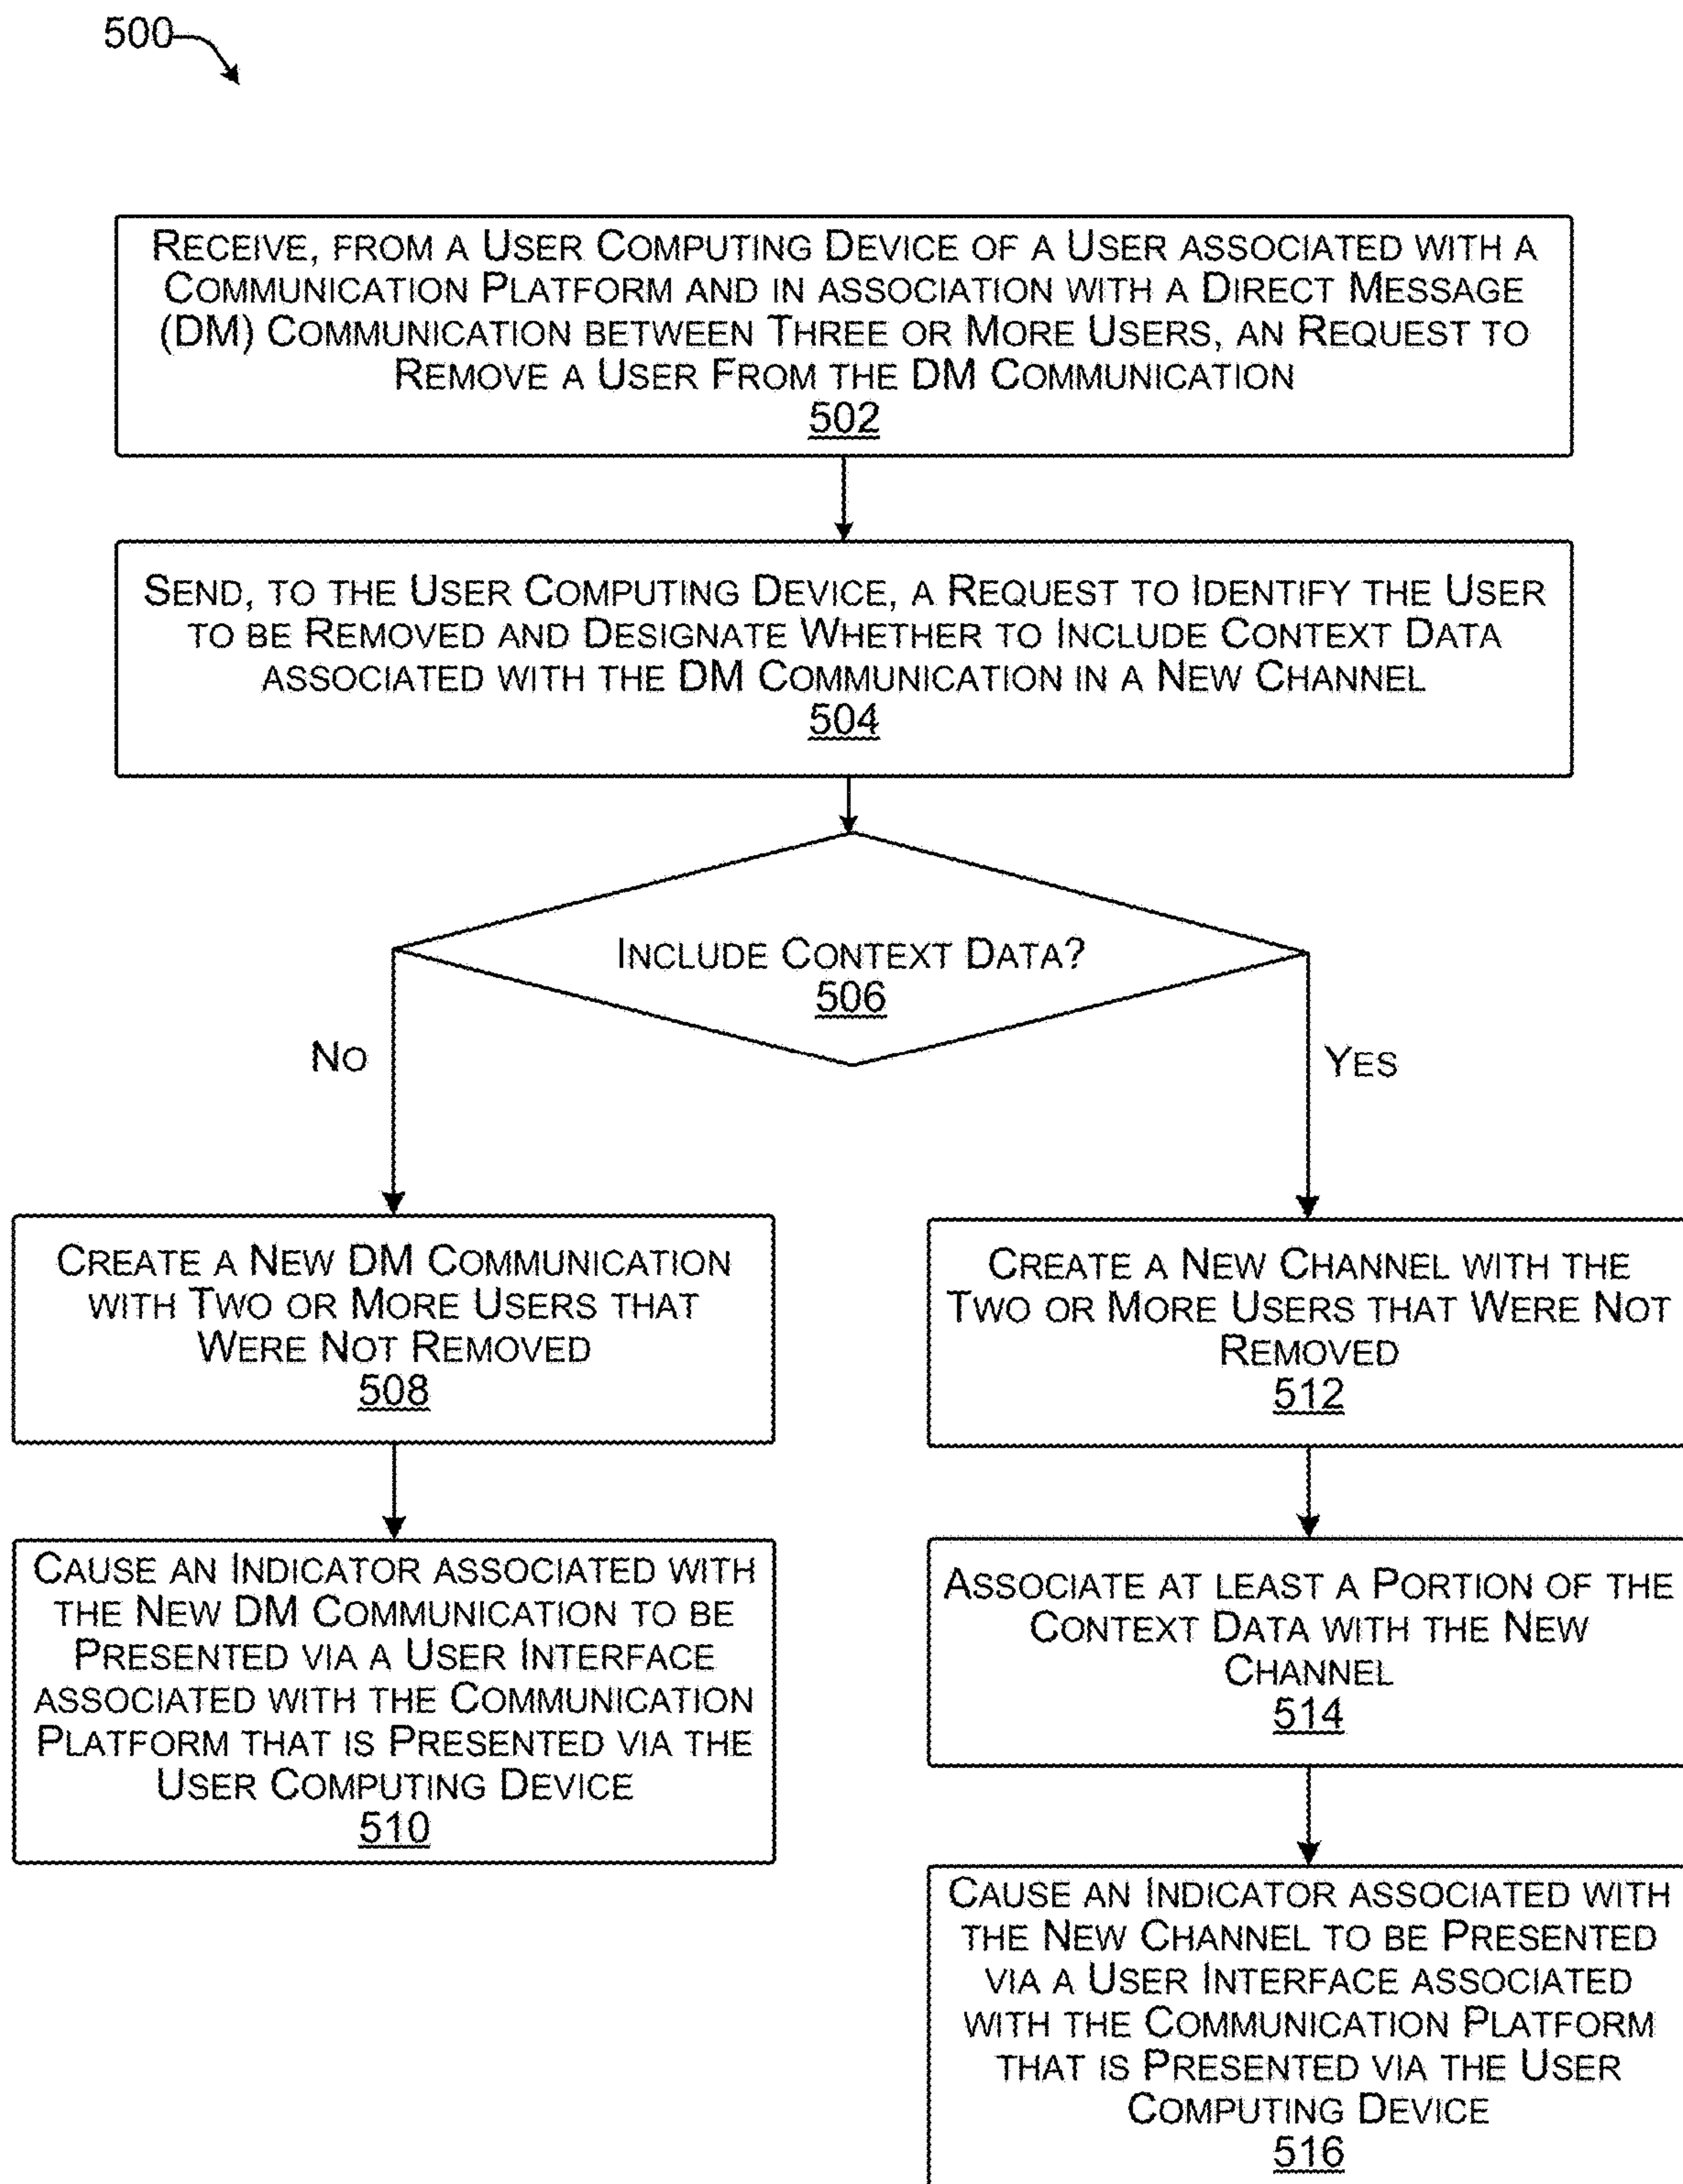 500
RECEIVE, FROM A USER COMPUTING DEVICE OF A USER ASSOCIATED WITH A
COMMUNICATION PLATFORM AND IN ASSOCIATION WITH A DIRECT MESSAGE
(DM) COMMUNICATION BETWEEN THREE OR MORE USERS, AN REQUEST TO
REMOVE A USER FROM THE DM COMMUNICATION
502
SEND, TO THE USER COMPUTING DEVICE, A REQUEST TO IDENTIFY THE USER
TO BE REMOVED AND DESIGNATE WHETHER TO INCLUDE CONTEXT DATA
ASSOCIATED WITH THE DM COMMUNICATION IN A NEW CHANNEL
504
INCLUDE CONTEXT DATA?
506
NO
YES
CREATE A NEW DM COMMUNICATION
WITH TWO OR MORE USERS THAT
WERE NOT REMOVED
508
CAUSE AN INDICATOR ASSOCIATED WITH
THE NEW DM COMMUNICATION TO BE
PRESENTED VIA A USER INTERFACE
ASSOCIATED WITH THE COMMUNICATION
PLATFORM THAT IS PRESENTED VIA THE
USER COMPUTING DEVICE
510
CREATE A NEW CHANNEL WITH THE
TWO OR MORE USERS THAT WERE NOT
REMOVED
512
ASSOCIATE AT LEAST A PORTION OF THE
CONTEXT DATA WITH THE NEW
CHANNEL
514
CAUSE AN INDICATOR ASSOCIATED WITH
THE NEW CHANNEL TO BE PRESENTED
VIA A USER INTERFACE ASSOCIATED
WITH THE COMMUNICATION PLATFORM
THAT IS PRESENTED VIA THE USER
COMPUTING DEVICE
516